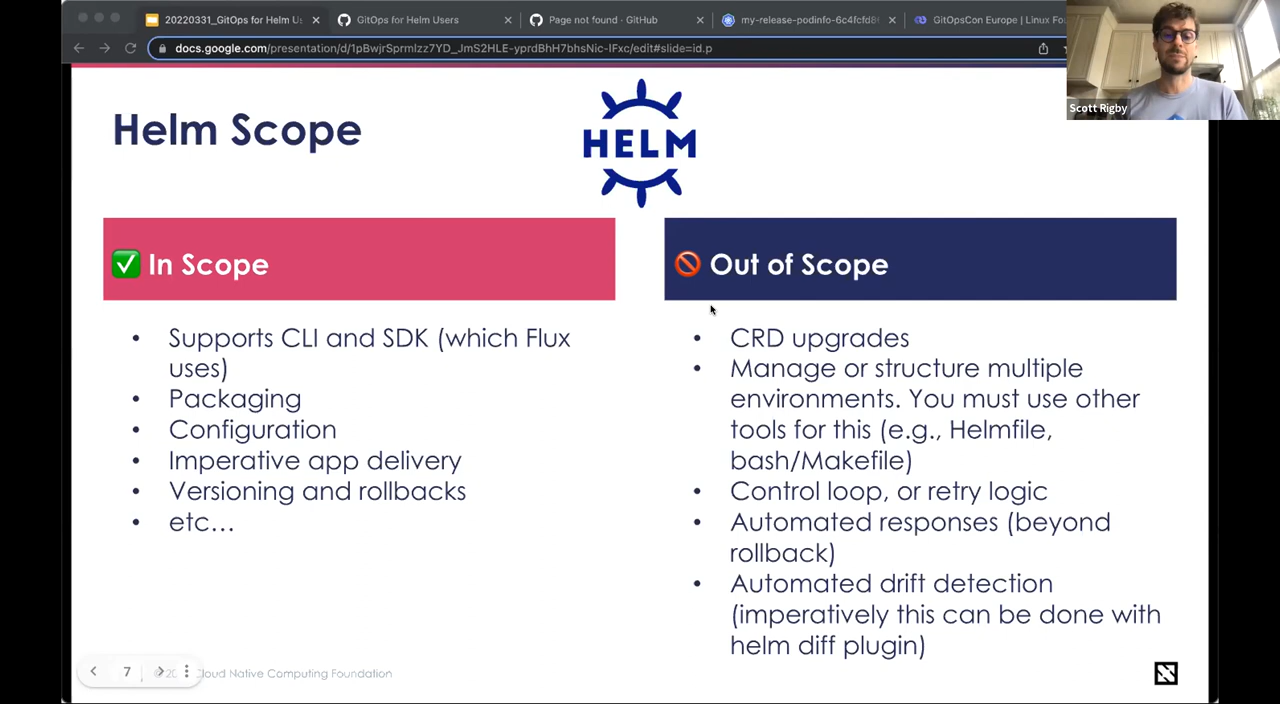 20220331_GitOps for Helm U
GitOps for Helm Users
Page not found · GitHub
my-release-podinfo-6c4fcfd8
GitOpsCon Europe | Linux Fou
docs.google.com/presentation/d/1pBwjrSprmIzz7YD_JmS2HLE-yprdBhH7bhsNic-IFxc/edit#slide=id.p
Scott Rigby
Helm Scope
HELM
✅ In Scope
• Supports CLI and SDK (which Flux
uses)
• Packaging
• Configuration
• Imperative app delivery
• Versioning and rollbacks
• etc…
🚫 Out of Scope
• CRD upgrades
• Manage or structure multiple
environments. You must use other
tools for this (e.g., Helmfile,
bash/Makefile)
• Control loop, or retry logic
• Automated responses (beyond
rollback)
• Automated drift detection
(imperatively this can be done with
helm diff plugin)
7
Cloud Native Computing Foundation